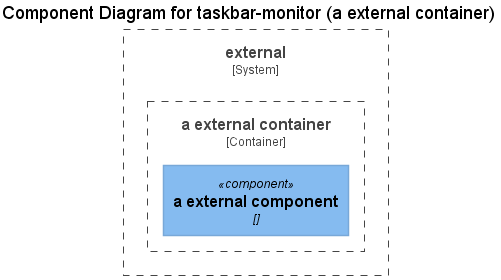 Component Diagram for taskbar-monitor (a external container)
external
[System]
a external container
[Container]
«component»
a external component
[]